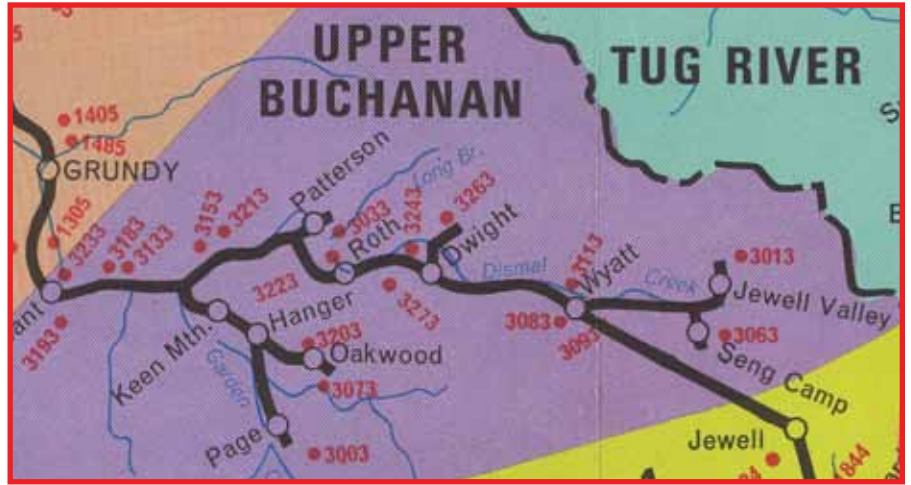 UPPER
BUCHANAN
TUG RIVER
1405
1485
GRUNDY
1305
3233
3183
3133
3153
3213
Patterson
Long Br.
3033
3243
3263
Roth
Dwight
3223
3273
Dismal
3113
Wyatt
Creek
3013
Jewell Valley
3083
3093
3063
Seng Camp
3193
Keen Mtn.
Hanger
3203
Oakwood
Garden
3073
Page
3003
Jewell
844